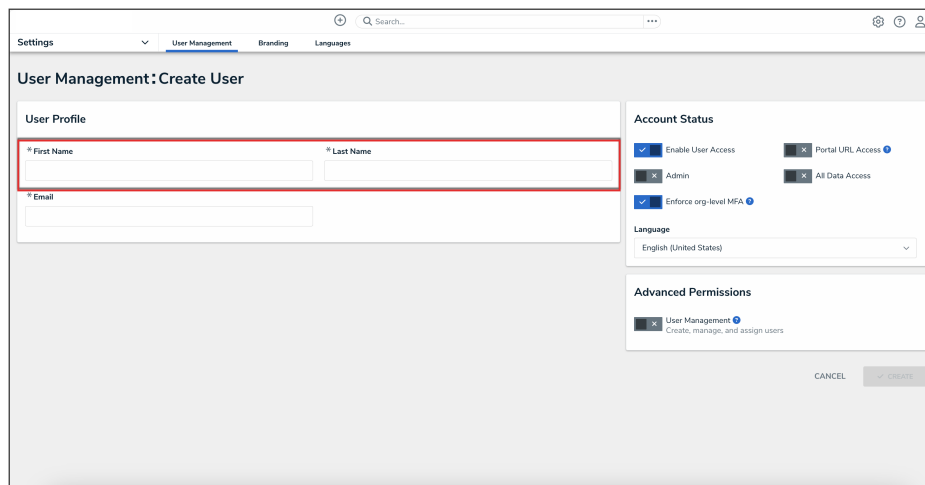 Search...
Settings
User Management
Branding
Languages
User Management: Create User
User Profile
* First Name
* Last Name
* Email
Account Status
Enable User Access
Portal URL Access
Admin
All Data Access
Enforce org-level MFA
Language
English (United States)
Advanced Permissions
User Management
Create, manage, and assign users
CANCEL
CREATE